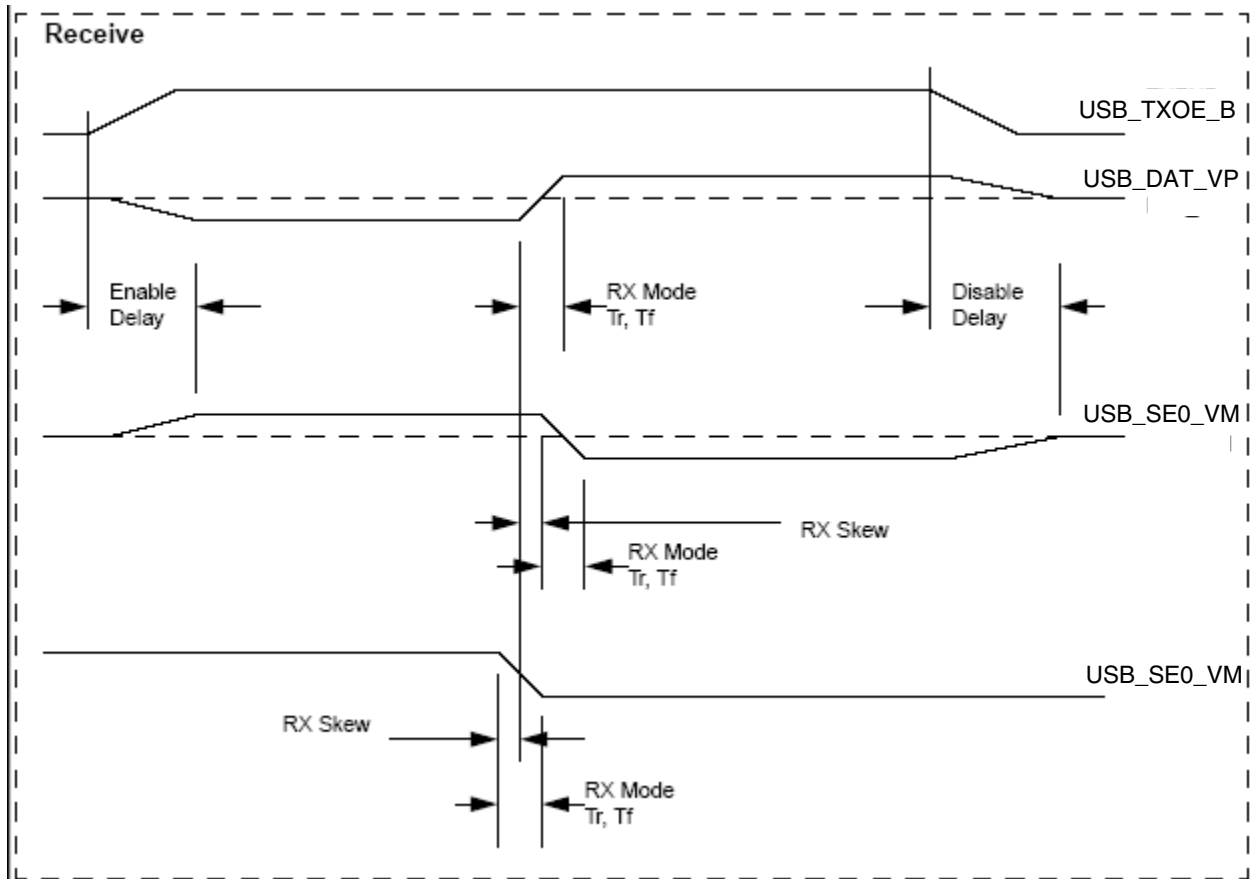 Receive
USB_TXOE_B
USB_DAT_VP
Enable
Delay
RX Mode
Tr, Tf
Disable
Delay
USB_SE0_VM
RX Skew
RX Mode
Tr, Tf
USB_SE0_VM
RX Skew
RX Mode
Tr, Tf